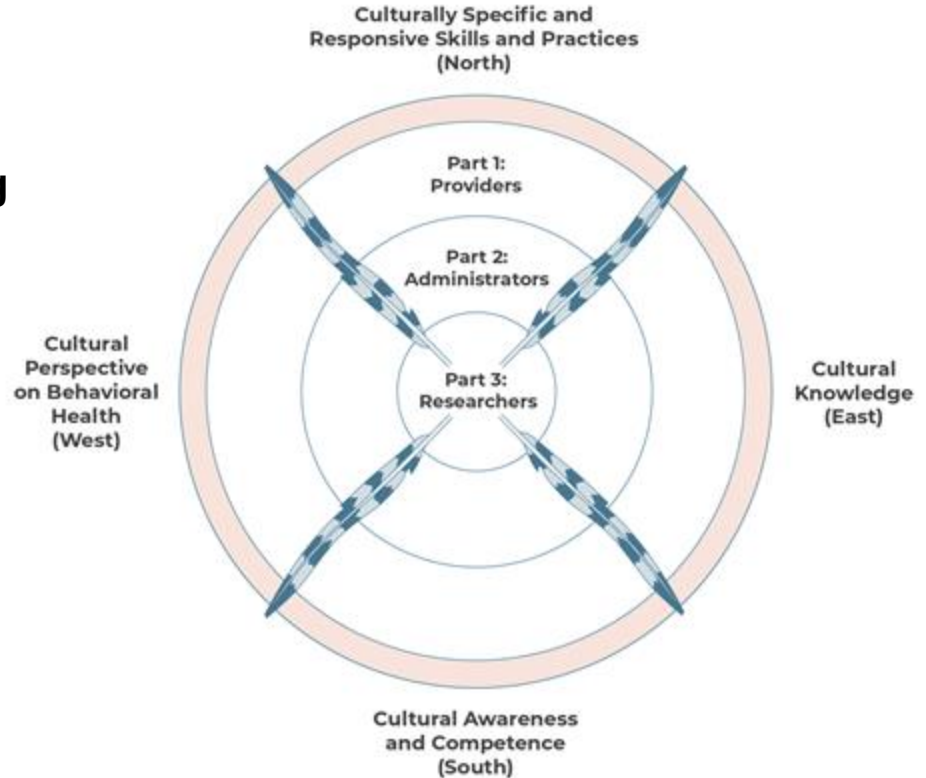 Culturally Specific and
Responsive Skills and Practices
(North)
Part 1:
Providers
Part 2:
Administrators
Part 3:
Researchers
Cultural
Perspective
on Behavioral
Health
(West)
Cultural
Knowledge
(East)
Cultural Awareness
and Competence
(South)